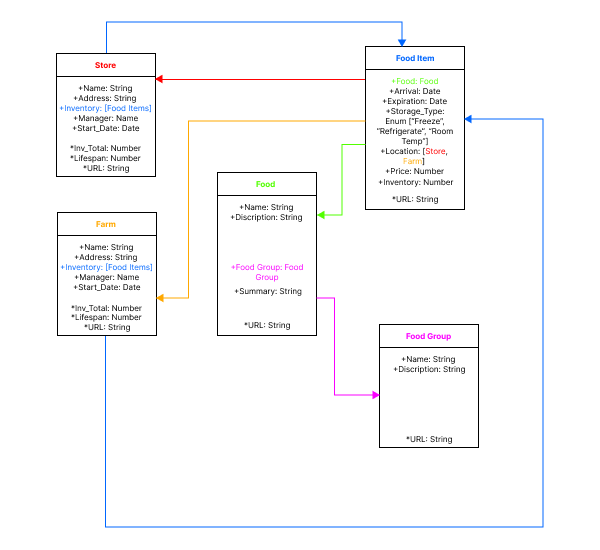 Store
+Name: String
+Address: String
+Inventory: [Food Items]
+Manager: Name
+Start_Date: Date
*Inv_Total: Number
*Lifespan: Number
*URL: String
Food Item
+Food: Food
+Arrival: Date
+Expiration: Date
+Storage_Type:
Enum ["Freeze",
"Refrigerate", "Room
Temp"]
+Location: [Store,
Farm]
+Price: Number
+Inventory: Number
*URL: String
Food
+Name: String
+Discription: String
+Food Group: Food
Group
+Summary: String
*URL: String
Farm
+Name: String
+Address: String
+Inventory: [Food Items]
+Manager: Name
+Start_Date: Date
*Inv_Total: Number
*Lifespan: Number
*URL: String
Food Group
+Name: String
+Discription: String
*URL: String